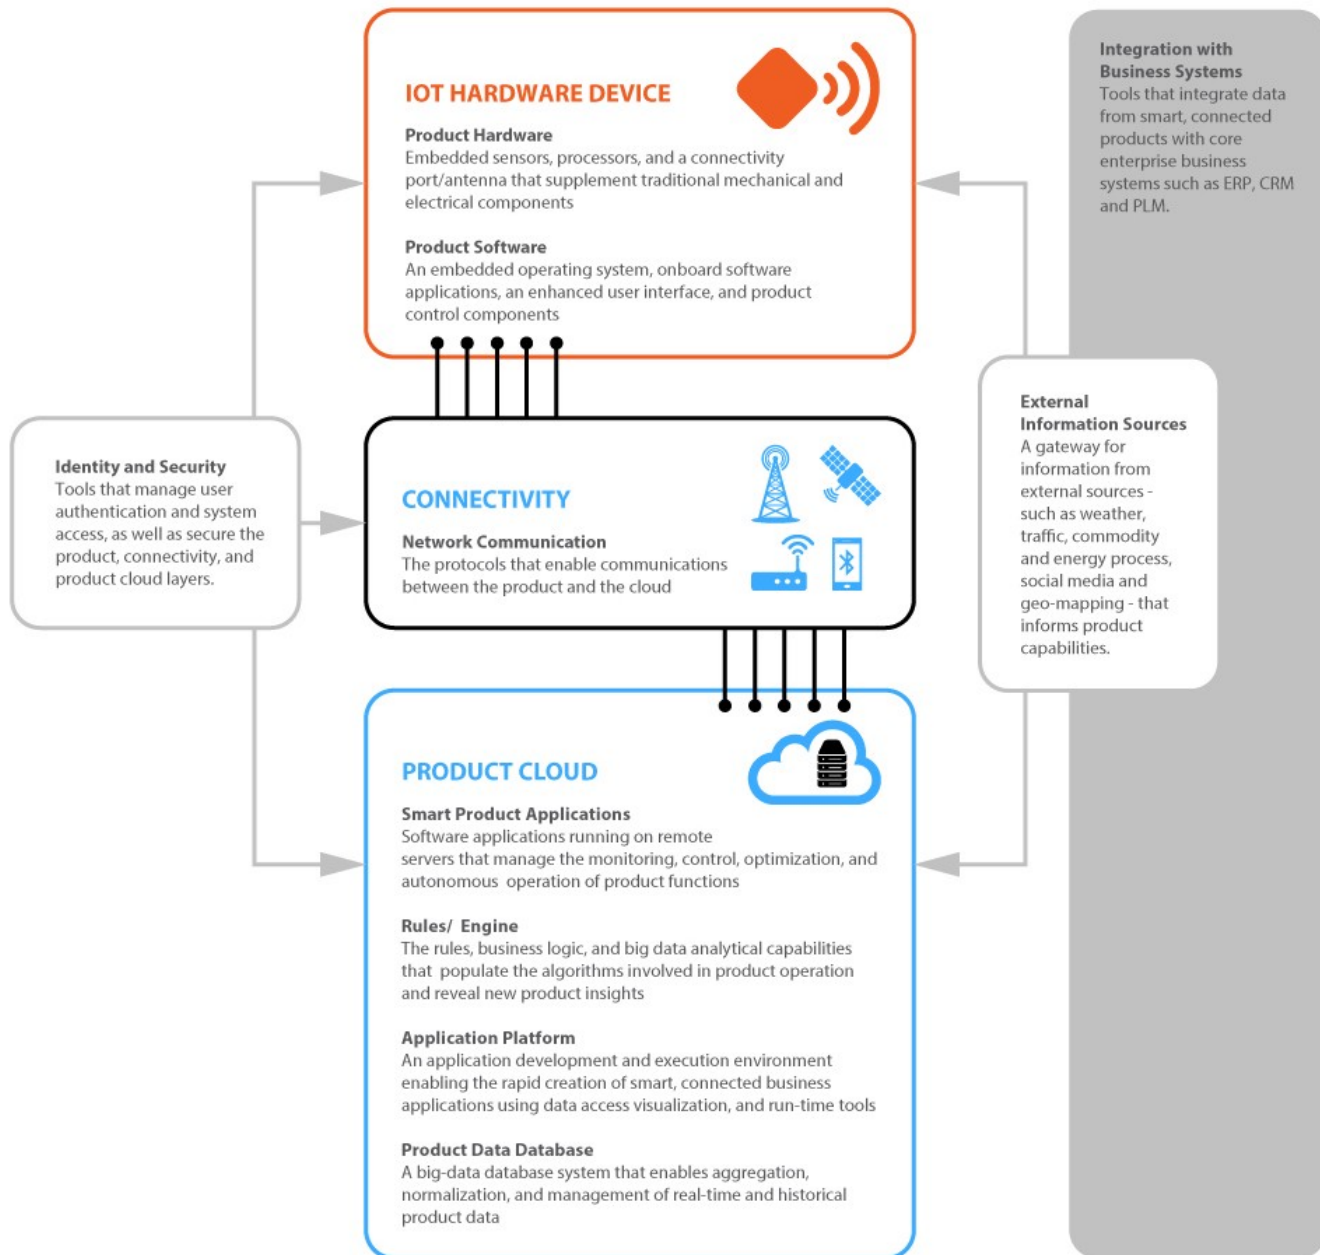 IOT HARDWARE DEVICE
Product Hardware
Embedded sensors, processors, and a connectivity
port/antenna that supplement traditional mechanical and
electrical components
Product Software
An embedded operating system, onboard software
applications, an enhanced user interface, and product
control components
Integration with
Business Systems
Tools that integrate data
from smart, connected
products with core
enterprise business
systems such as ERP, CRM
and PLM.
Identity and Security
Tools that manage user
authentication and system
access, as well as secure the
product, connectivity, and
product cloud layers.
CONNECTIVITY
Network Communication
The protocols that enable communications
between the product and the cloud
External
Information Sources
A gateway for
information from
external sources -
such as weather,
traffic, commodity
and energy process,
social media and
geo-mapping - that
informs product
capabilities.
PRODUCT CLOUD
Smart Product Applications
Software applications running on remote
servers that manage the monitoring, control, optimization, and
autonomous operation of product functions
Rules/ Engine
The rules, business logic, and big data analytical capabilities
that populate the algorithms involved in product operation
and reveal new product insights
Application Platform
An application development and execution environment
enabling the rapid creation of smart, connected business
applications using data access visualization, and run-time tools
Product Data Database
A big-data database system that enables aggregation,
normalization, and management of real-time and historical
product data